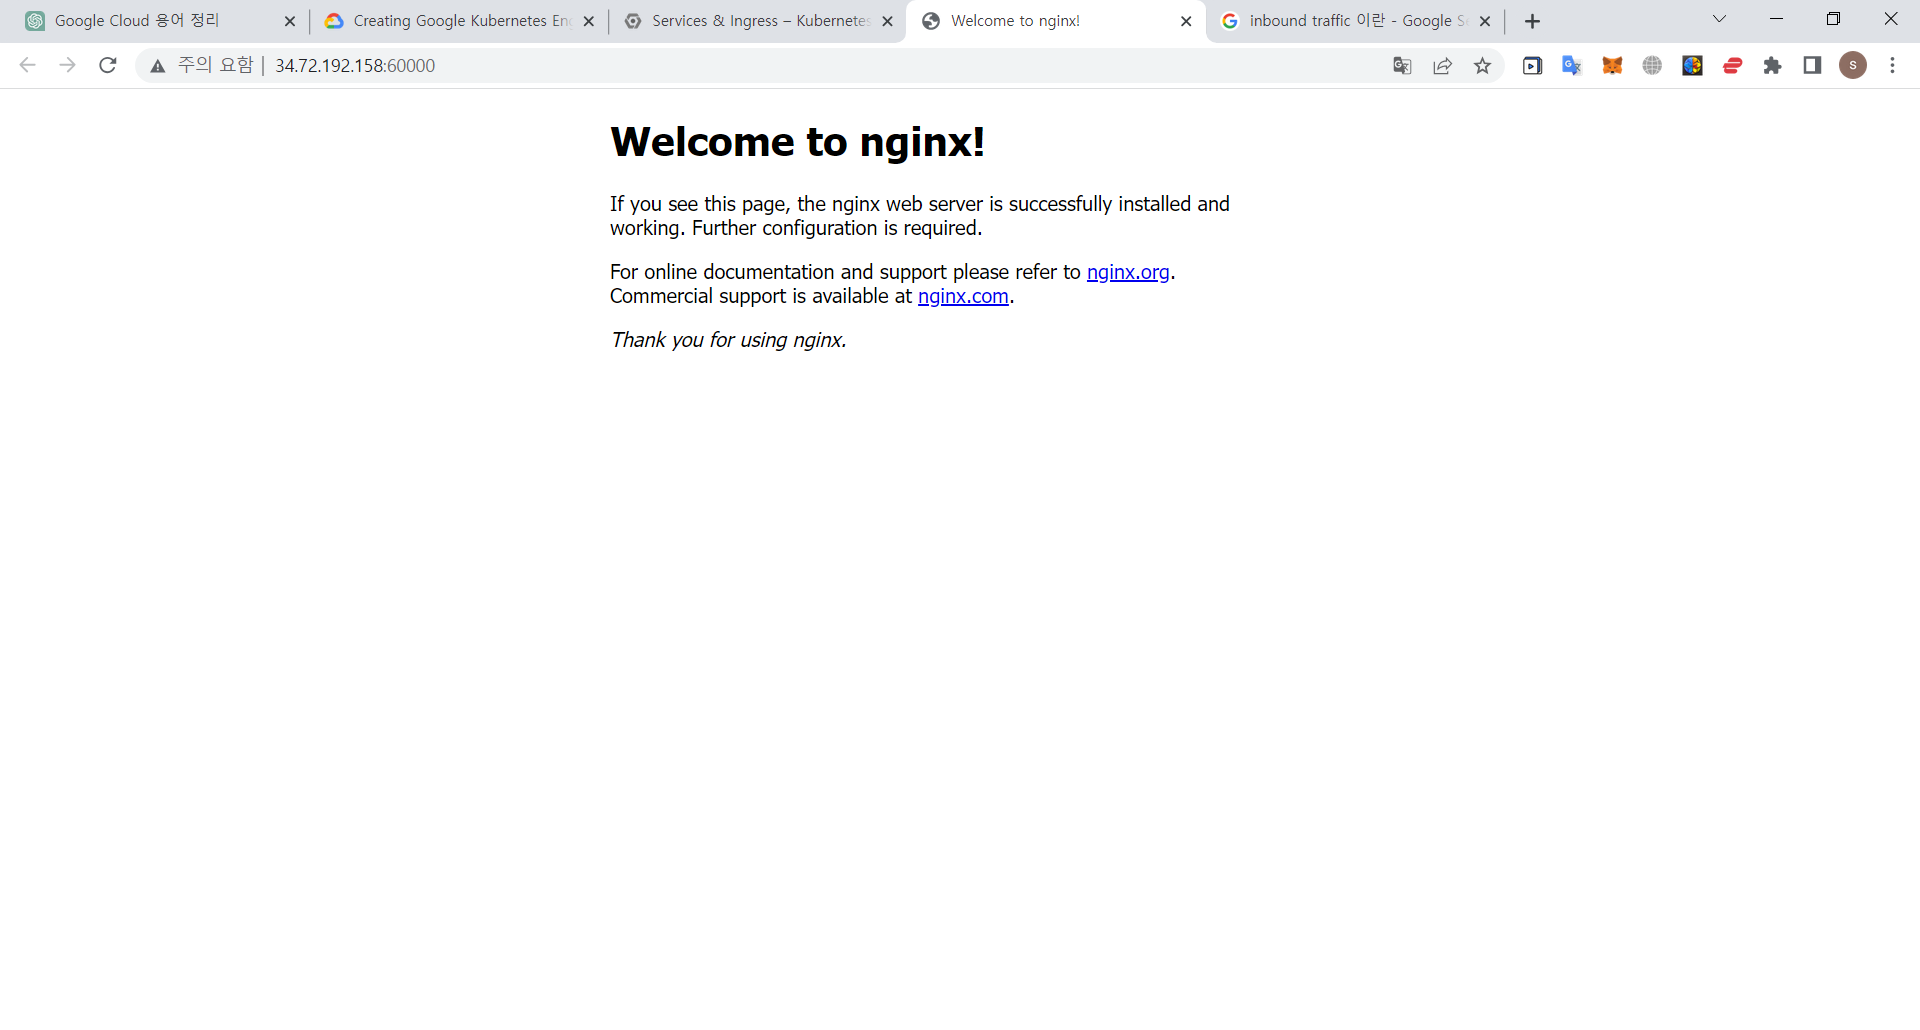 Google Cloud 용어 정리
Creating Google Kubernetes En
Services & Ingress – Kubernetes
Welcome to nginx!
inbound traffic 이란 - Google S
주의 요함 | 34.72.192.158:60000
S
Welcome to nginx!
If you see this page, the nginx web server is successfully installed and
working. Further configuration is required.
For online documentation and support please refer to nginx.org.
Commercial support is available at nginx.com.
Thank you for using nginx.